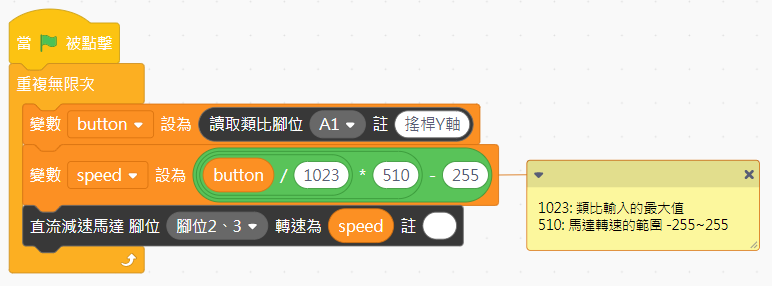 當 被點擊
重複無限次
變數 button 設為 讀取類比腳位 A1 註 搖桿Y軸
變數 speed 設為 button / 1023 * 510 - 255
1023: 類比輸入的最大值
510: 馬達轉速的範圍 -255~255
直流減速馬達 腳位 腳位2、3 轉速為 speed 註